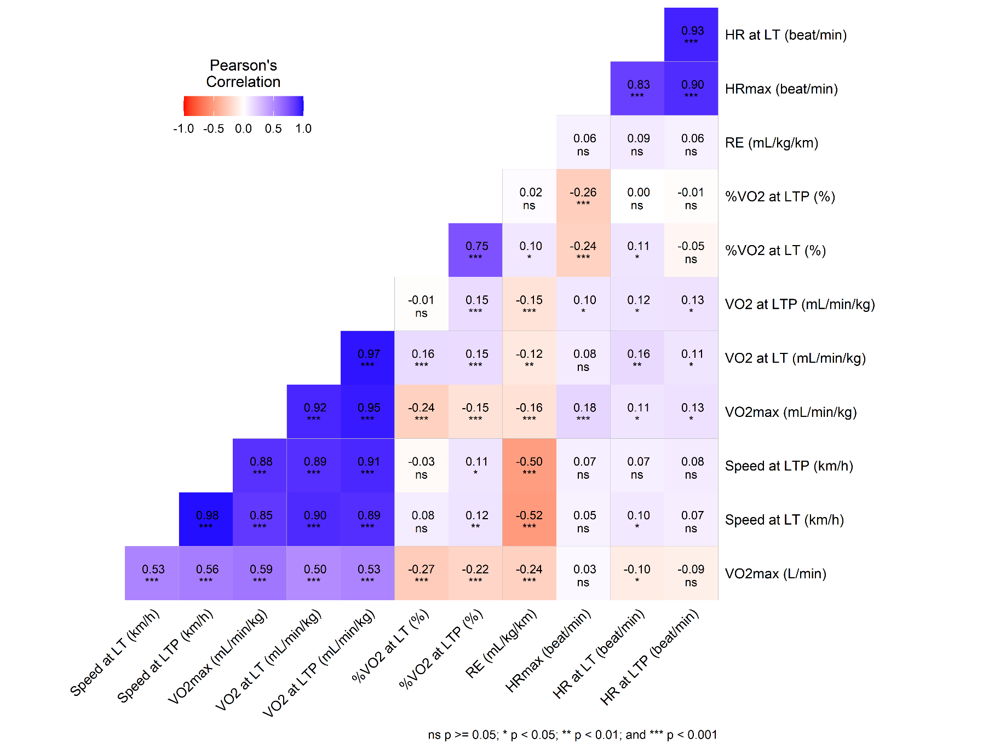 0.93
***
HR at LT (beat/min)
Pearson's
Correlation
-1.0 -0.5 0.0 0.5 1.0
0.83 0.90
*** ***
HRmax (beat/min)
0.06 0.09 0.06
ns ns ns
RE (mL/kg/km)
0.02 -0.26 0.00 -0.01
ns *** ns ns
%VO2 at LTP (%)
0.75 0.10 -0.24 0.11 -0.05
*** * *** * ns
%VO2 at LT (%)
-0.01 0.15 -0.15 0.10 0.12 0.13
ns *** *** * * *
VO2 at LTP (mL/min/kg)
0.97 0.16 0.15 -0.12 0.08 0.16 0.11
*** *** *** ** ns ** *
VO2 at LT (mL/min/kg)
0.92 0.95 -0.24 -0.15 -0.16 0.18 0.11 0.13
*** *** *** *** *** *** * *
VO2max (mL/min/kg)
0.88 0.89 0.91 -0.03 0.11 -0.50 0.07 0.07 0.08
*** *** *** ns * *** ns ns ns
Speed at LTP (km/h)
0.98 0.85 0.90 0.89 0.08 0.12 -0.52 0.05 0.10 0.07
*** *** *** *** ns ** *** ns * ns
Speed at LT (km/h)
0.53 0.56 0.59 0.50 0.53 -0.27 -0.22 -0.24 0.03 -0.10 -0.09
*** *** *** *** *** *** *** *** ns * ns
VO2max (L/min)
Speed at LT (km/h)
Speed at LTP (km/h)
VO2max (mL/min/kg)
VO2 at LT (mL/min/kg)
VO2 at LTP (mL/min/kg)
%VO2 at LT (%)
%VO2 at LTP (%)
RE (mL/kg/km)
HRmax (beat/min)
HR at LT (beat/min)
HR at LTP (beat/min)
ns p >= 0.05; * p < 0.05; ** p < 0.01; and *** p < 0.001